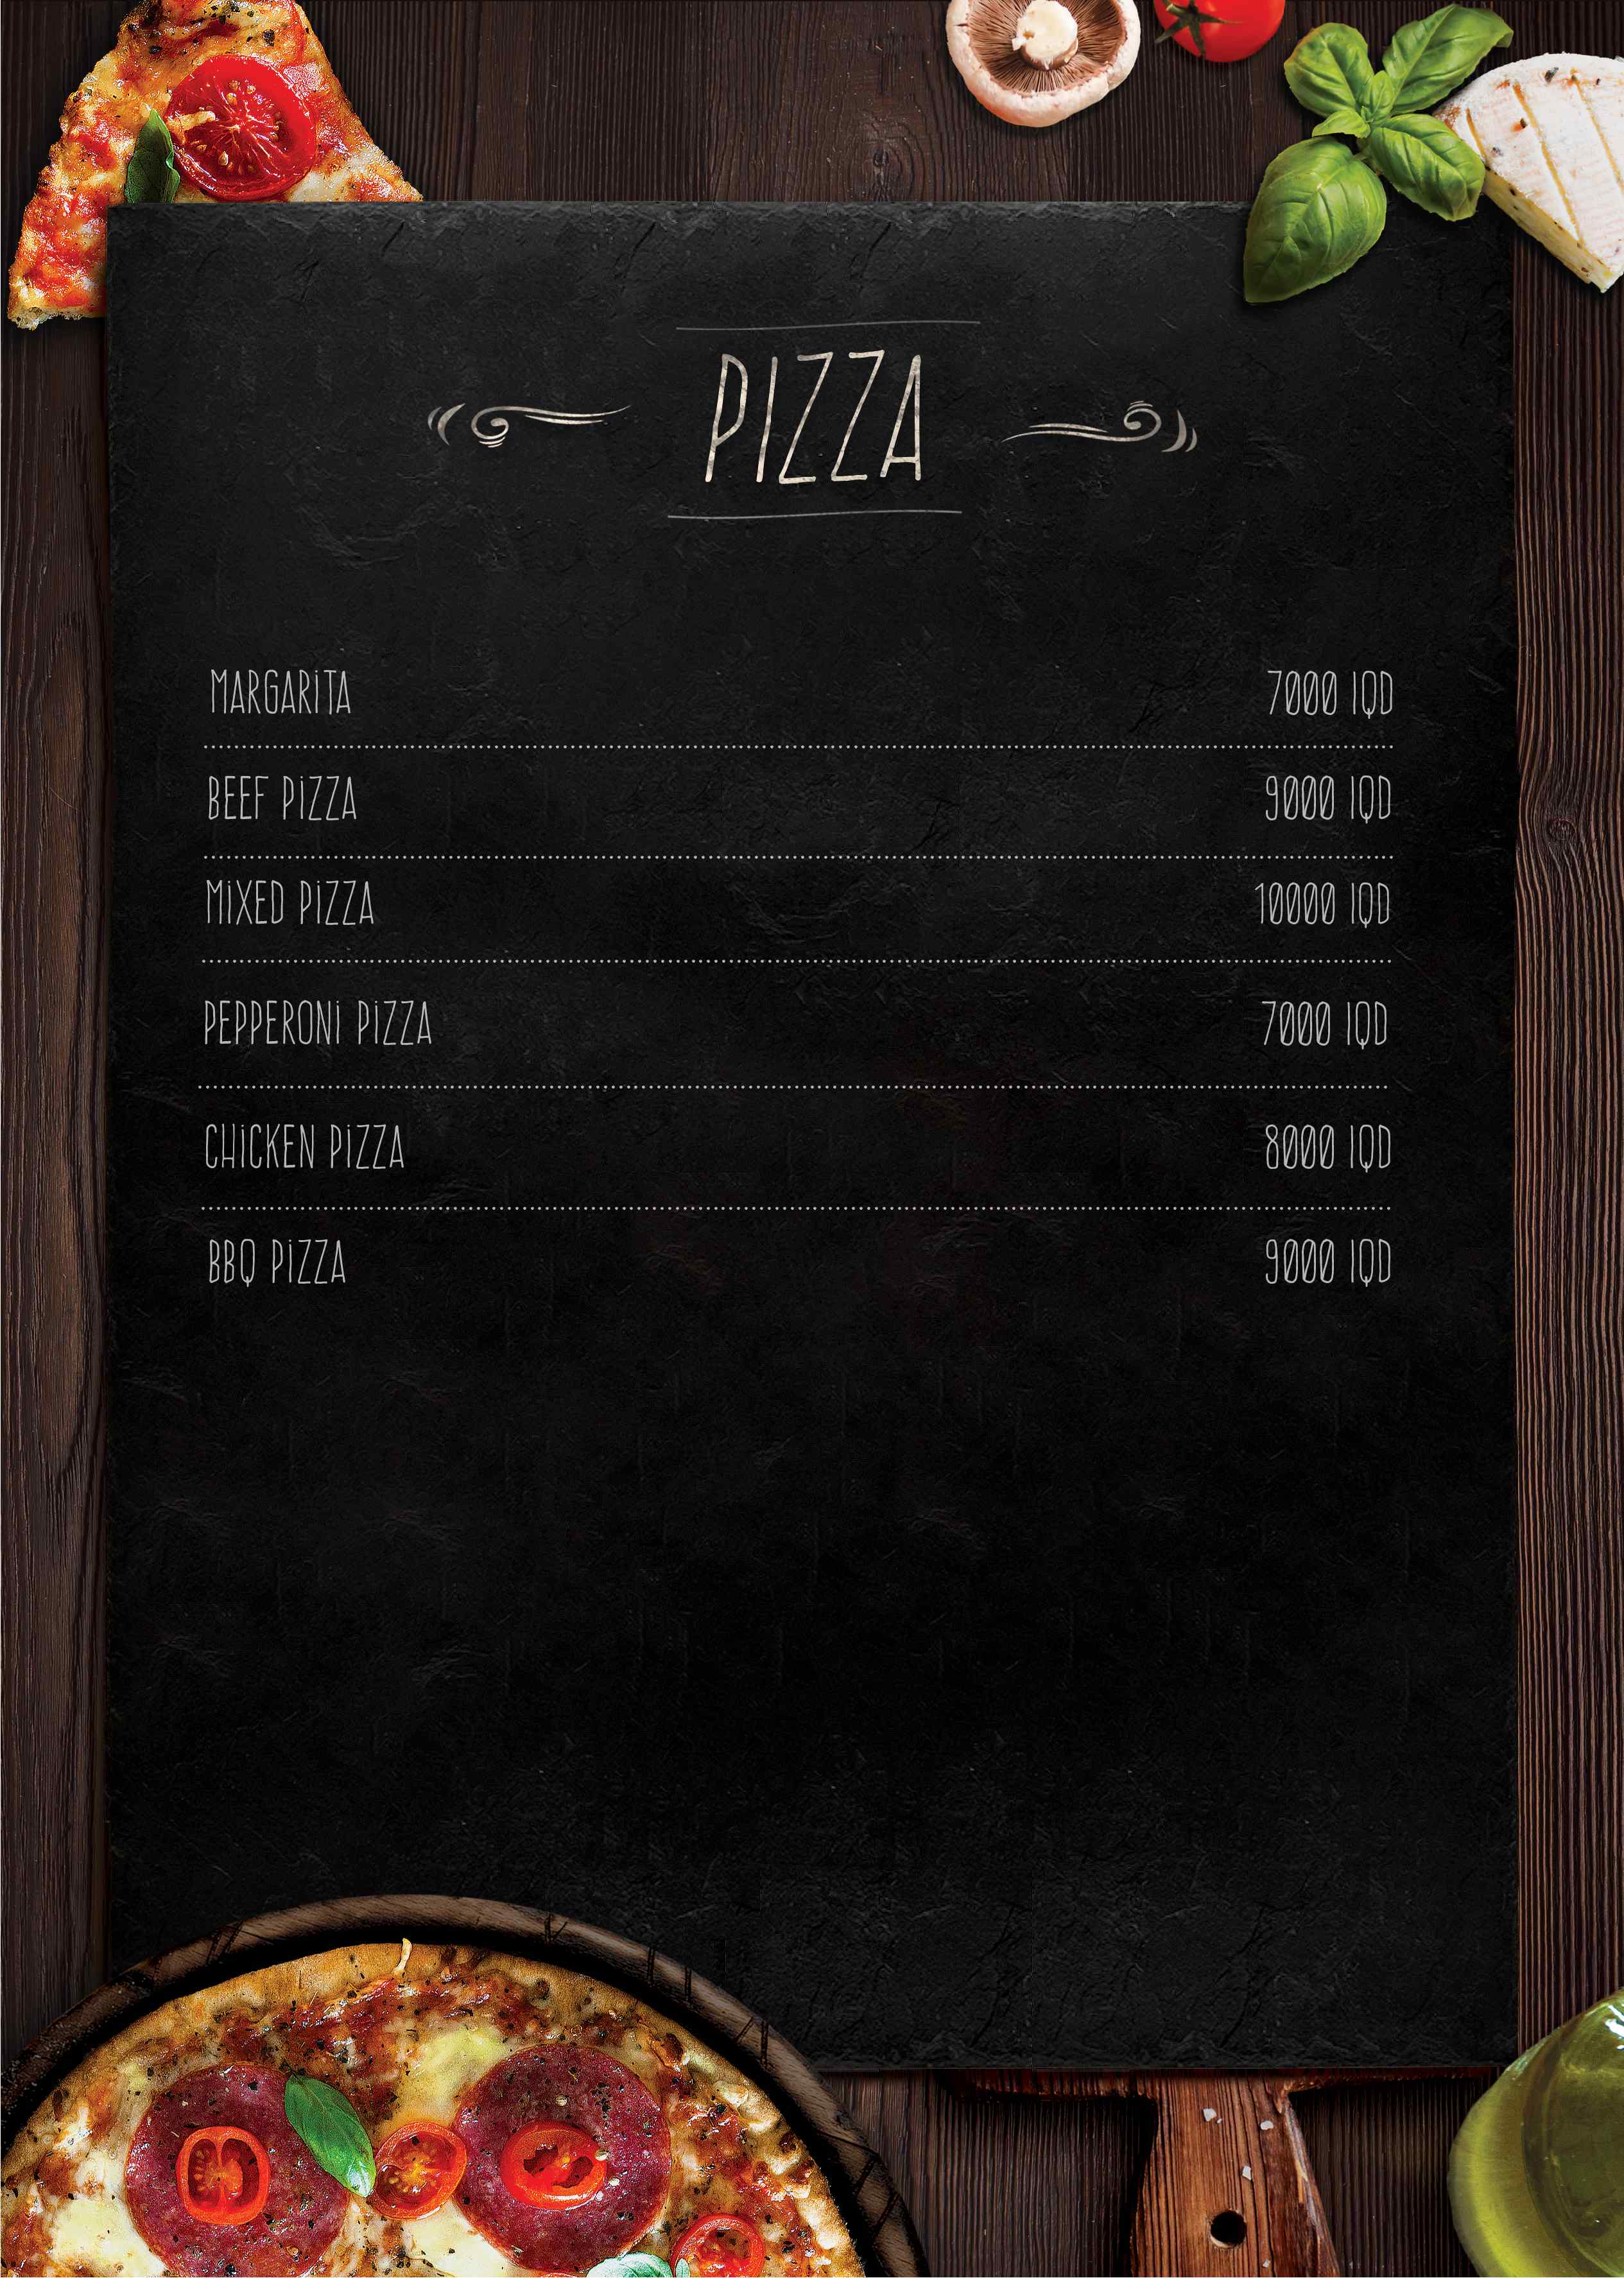 PIZZA
MARGARITA 7000 IQD
BEEF PIZZA 9000 IQD
MIXED PIZZA 10000 IQD
PEPPERONI PIZZA 7000 IQD
CHICKEN PIZZA 8000 IQD
BBQ PIZZA 9000 IQD